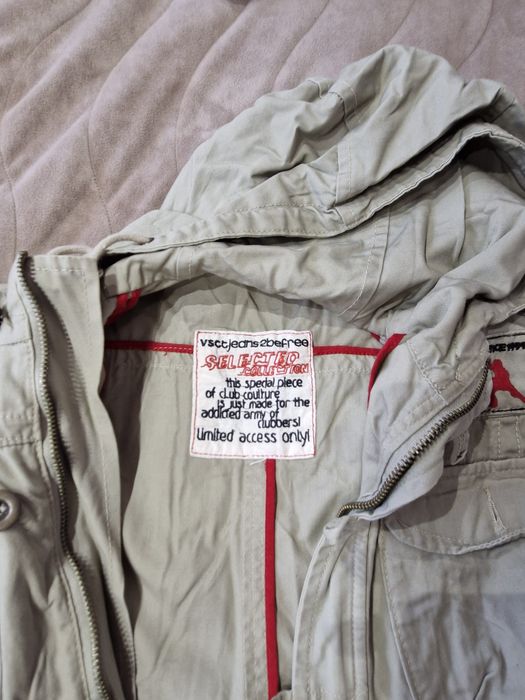 vsctjeans2befree
SELECTED
COLLECTION
this special piece
of club-couture
is just made for the
addicted army of
clubbers!
Limited access only!